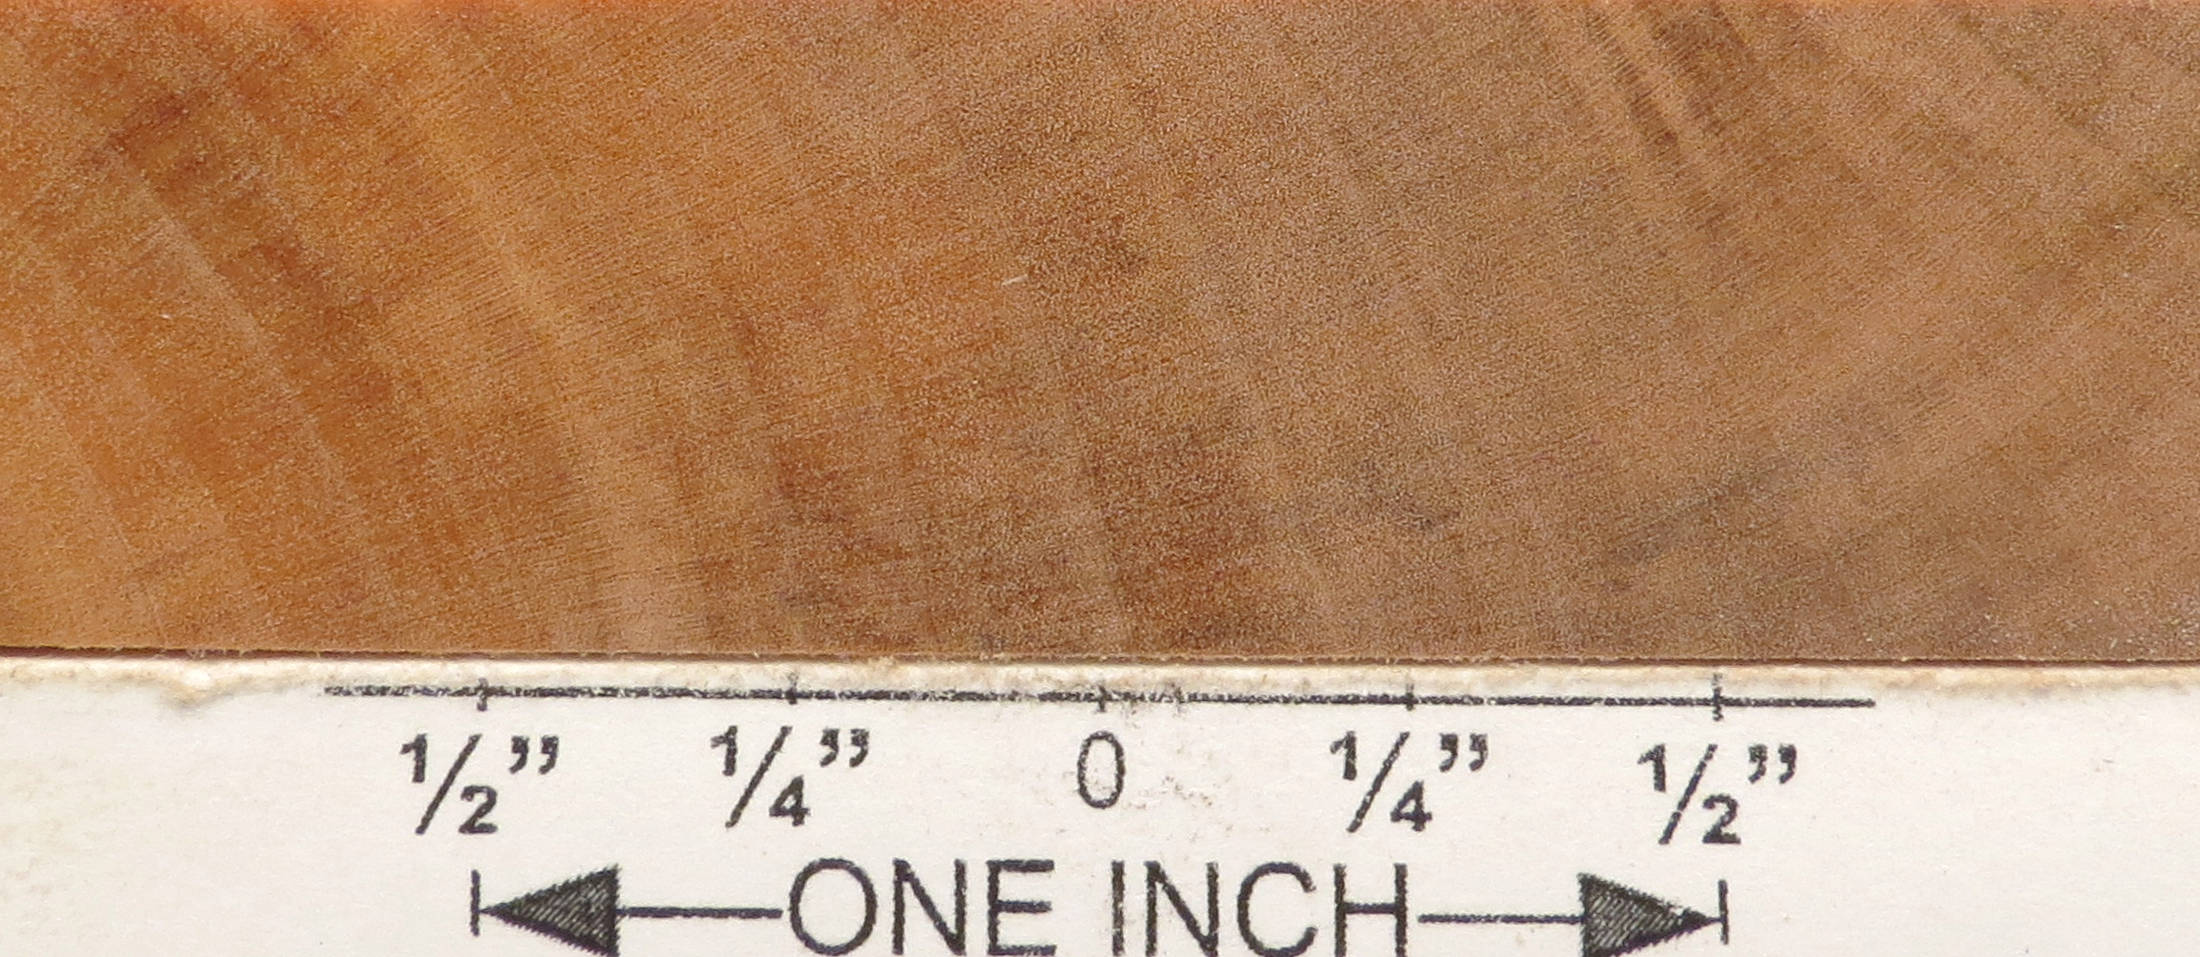 1/2” 1/4” 0 1/4” 1/2”
ONE INCH